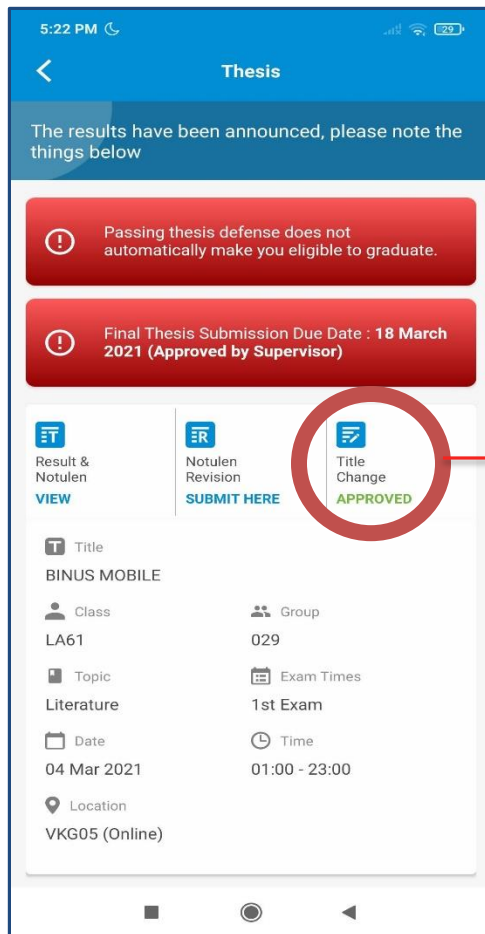 5:22 PM
29
Thesis
The results have been announced, please note the
things below
Passing thesis defense does not
automatically make you eligible to graduate.
Final Thesis Submission Due Date : 18 March
2021 (Approved by Supervisor)
T
Result &
Notulen
VIEW
R
Notulen
Revision
SUBMIT HERE
Title
Change
APPROVED
T Title
BINUS MOBILE
Class
LA61
Group
029
Topic
Literature
Exam Times
1st Exam
Date
04 Mar 2021
Time
01:00 - 23:00
Location
VKG05 (Online)